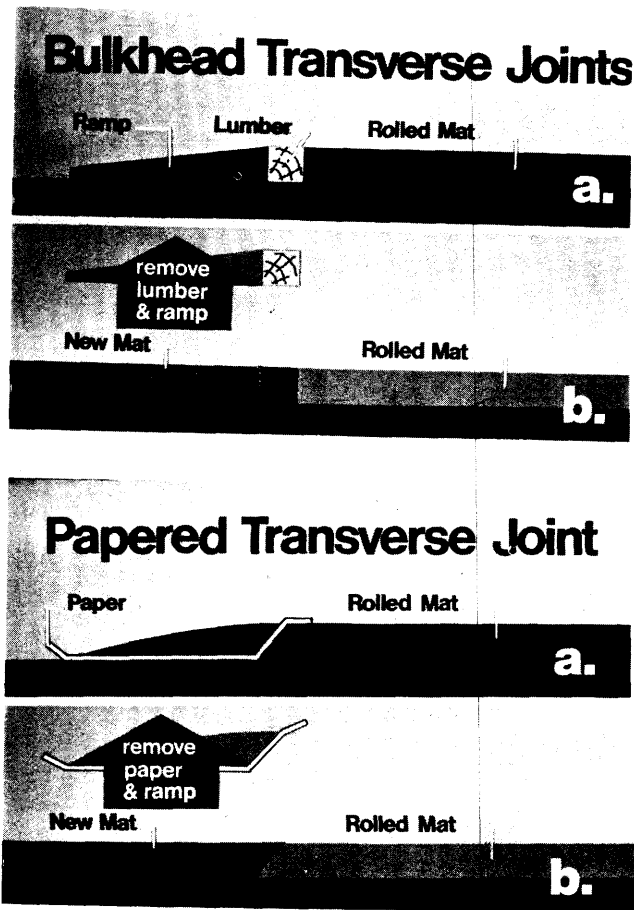 Bulkhead Transverse Joints
Ramp Lumber Rolled Mat
a.
remove
lumber
& ramp
New Mat Rolled Mat
b.
Papered Transverse Joint
Paper Rolled Mat
a.
remove
paper
& ramp
New Mat Rolled Mat
b.